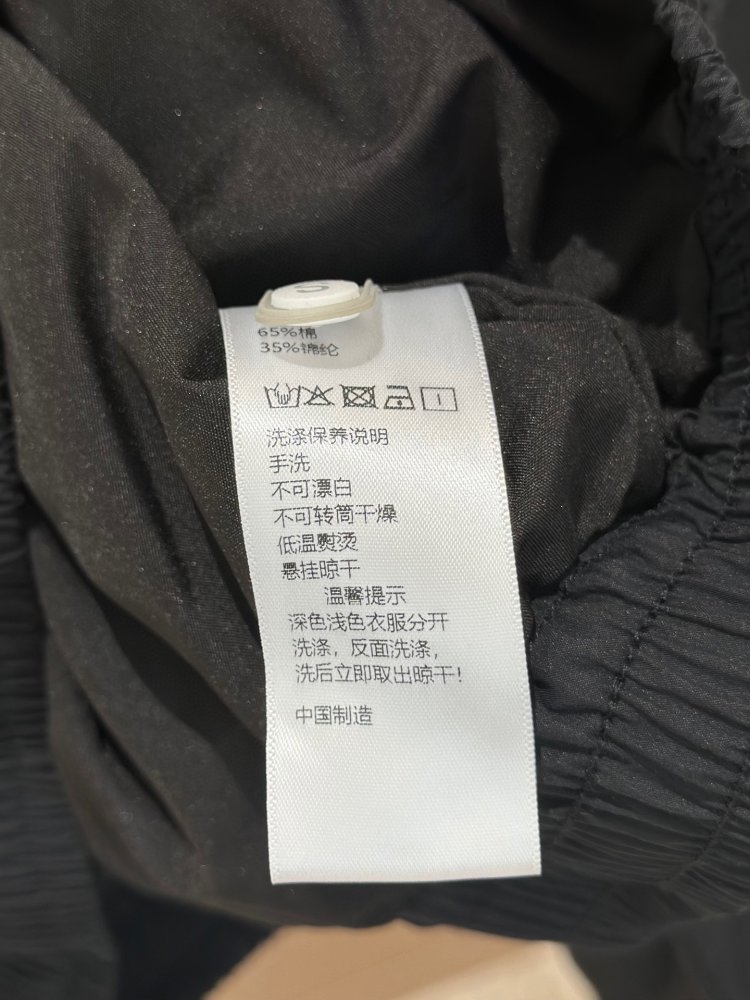 65%棉
35%锦纶
洗涤保养说明
手洗
不可漂白
不可转筒干燥
低温熨烫
悬挂晾干
温馨提示
深色浅色衣服分开
洗涤，反面洗涤，
洗后立即取出晾干！
中国制造